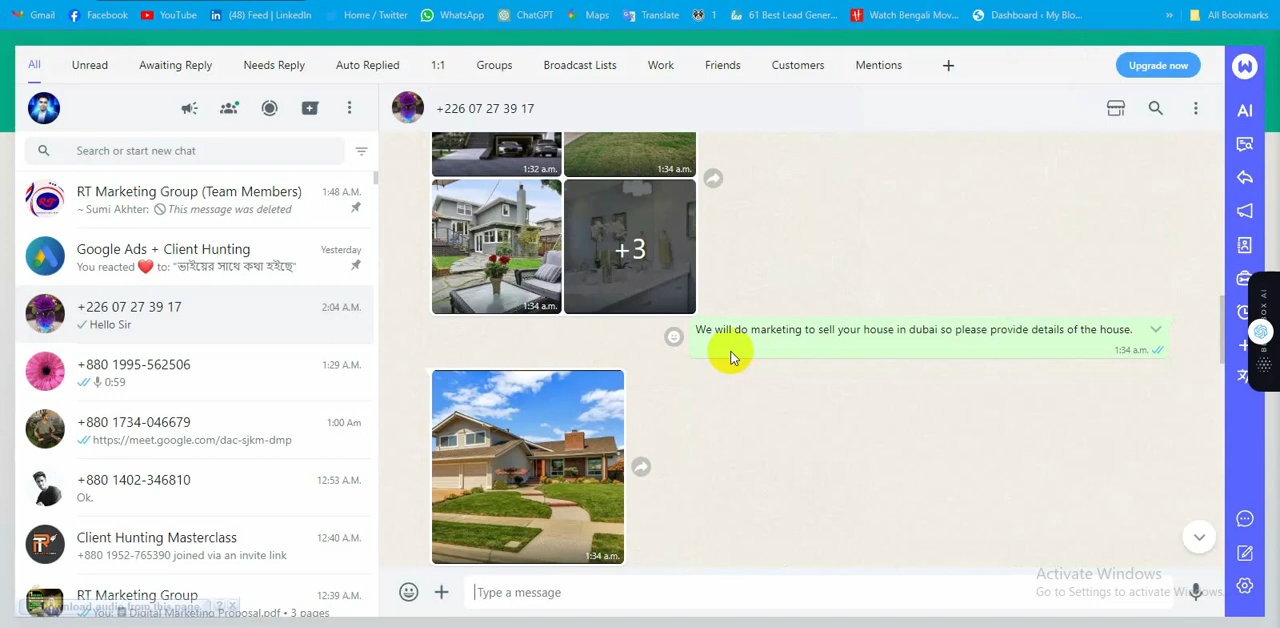 Gmail
Facebook
YouTube
(48) Feed | LinkedIn
Home / Twitter
WhatsApp
ChatGPT
Maps
Translate
1
61 Best Lead Gener...
Watch Bengali Mov...
Dashboard ‹ My Blo...
»
All Bookmarks
All
Unread
Awaiting Reply
Needs Reply
Auto Replied
1:1
Groups
Broadcast Lists
Work
Friends
Customers
Mentions
Upgrade now
AI
+226 07 27 39 17
Search or start new chat
RT Marketing Group (Team Members)
1:48 A.M.
~ Sumi Akhter: This message was deleted
Google Ads + Client Hunting
Yesterday
You reacted ❤️ to: "ভাইয়ের সাথে কথা হইছে"
+226 07 27 39 17
2:04 A.M.
Hello Sir
+880 1995-562506
1:29 A.M.
0:59
+880 1734-046679
1:00 Am
https://meet.google.com/dac-sjkm-dmp
+880 1402-346810
12:53 A.M.
Ok.
Client Hunting Masterclass
12:40 A.M.
+880 1952-765390 joined via an invite link
RT Marketing Group
12:39 A.M.
Download audio from this page
You: Digital Marketing Proposal.pdf • 3 pages
1:32 a.m.
1:34 a.m.
1:34 a.m.
+3
We will do marketing to sell your house in dubai so please provide details of the house.
1:34 a.m.
1:34 a.m.
Type a message
Activate Windows
Go to Settings to activate Windows.